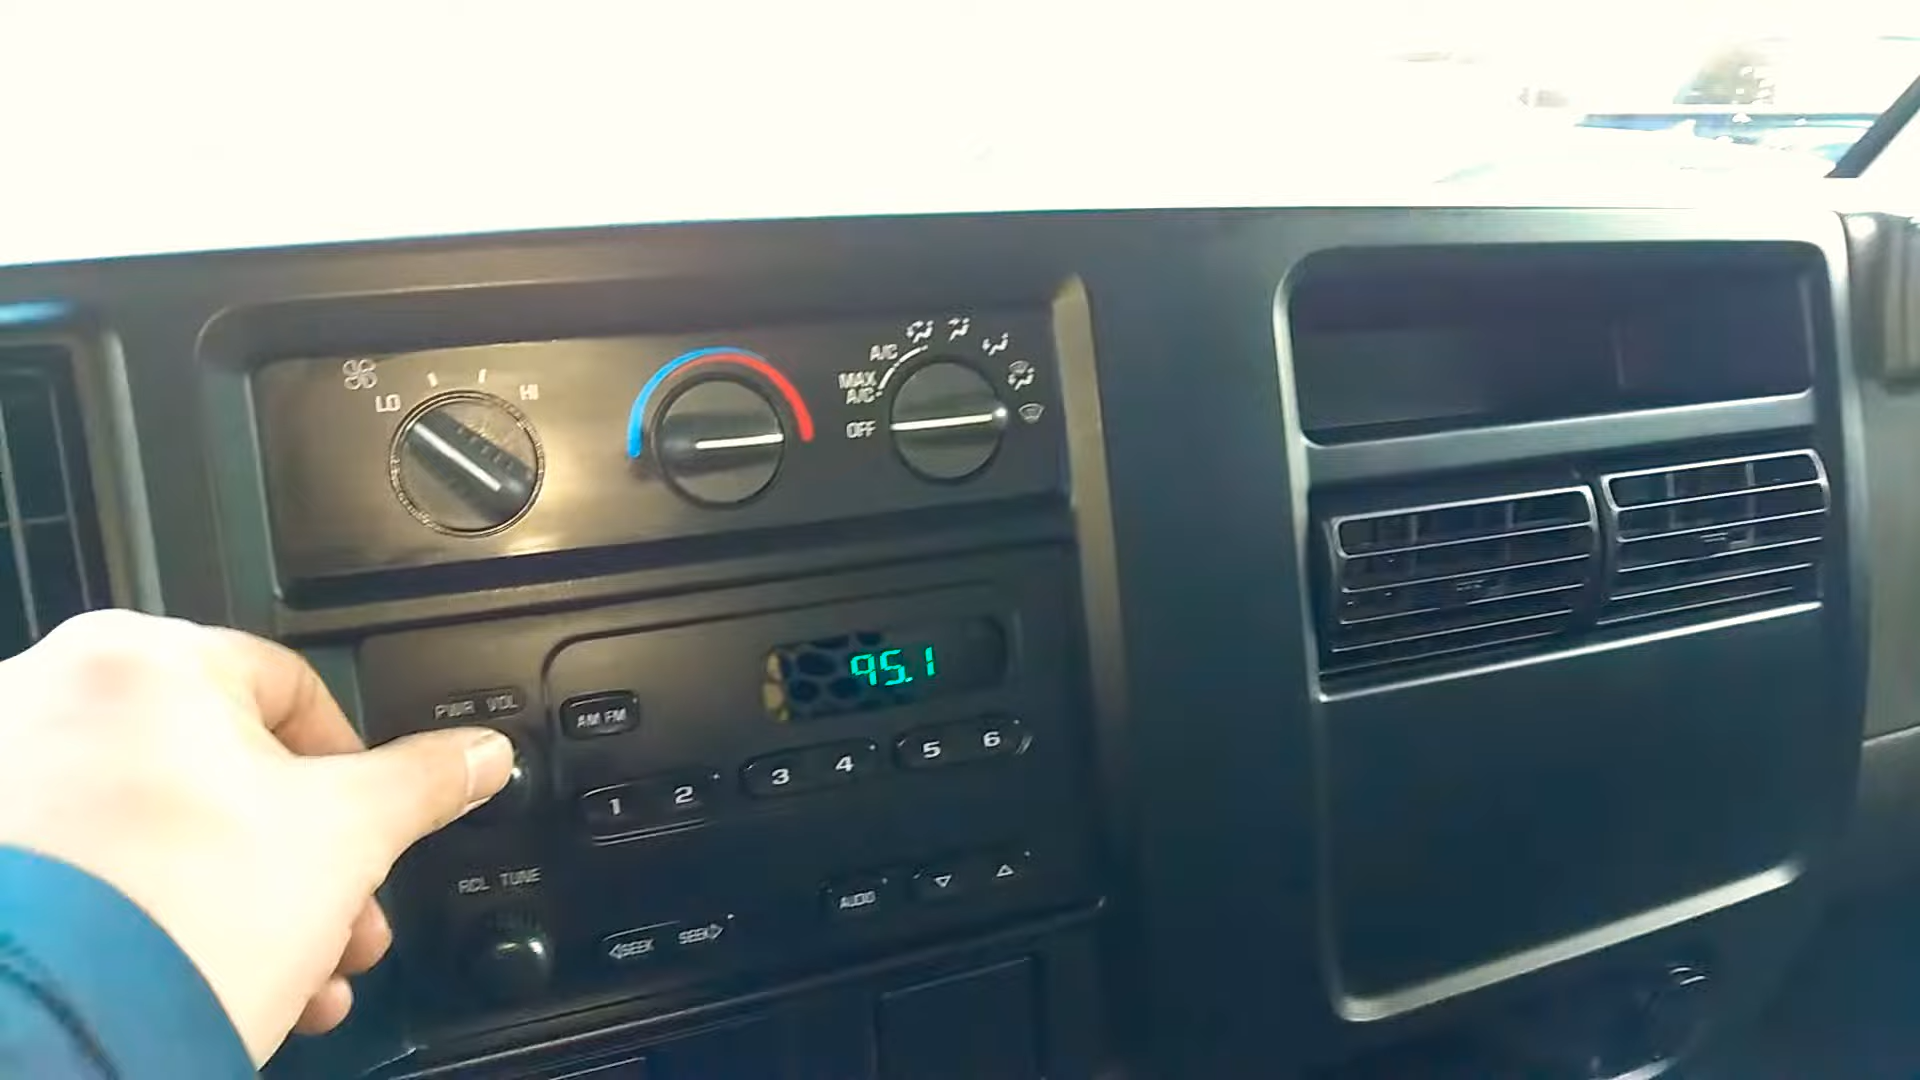 LO HI
A/C
MAX
A/C
OFF
95.1
PWR VOL
AM FM
1 2 3 4 5 6
RCL TUNE
AUDIO
SEEK SEEK